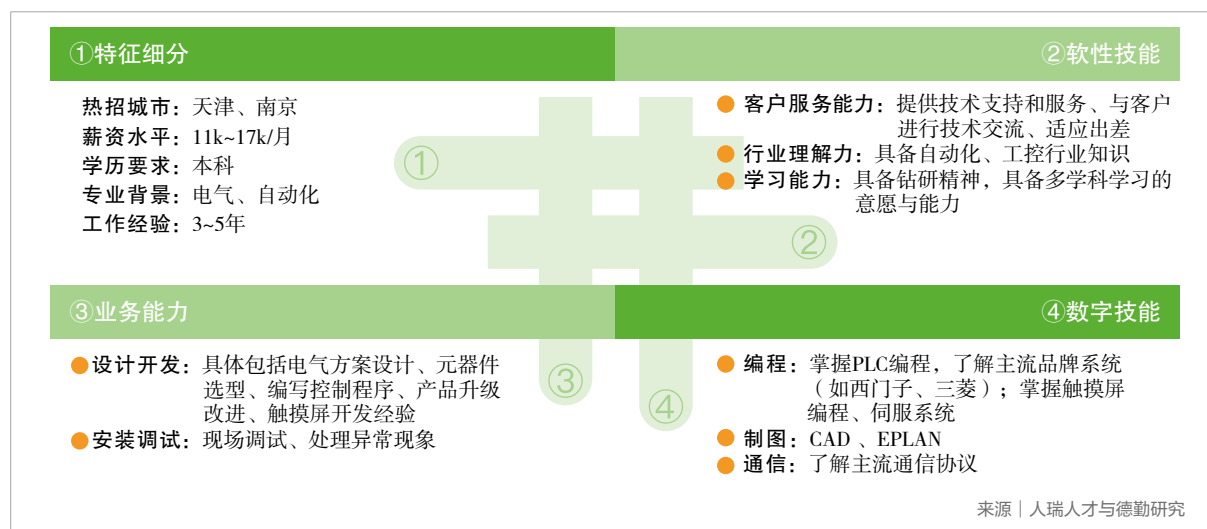 ①特征细分
热招城市：天津、南京
薪资水平：11k~17k/月
学历要求：本科
专业背景：电气、自动化
工作经验：3~5年
②软性技能
客户服务能力：提供技术支持和服务、与客户
进行技术交流、适应出差
行业理解力：具备自动化、工控行业知识
学习能力：具备钻研精神，具备多学科学习的
意愿与能力
①
②
③
④
③业务能力
设计开发：具体包括电气方案设计、元器件
选型、编写控制程序、产品升级
改进、触摸屏开发经验
安装调试：现场调试、处理异常现象
④数字技能
编程：掌握PLC编程，了解主流品牌系统
（如西门子、三菱）；掌握触摸屏
编程、伺服系统
制图：CAD 、EPLAN
通信：了解主流通信协议
来源｜人瑞人才与德勤研究